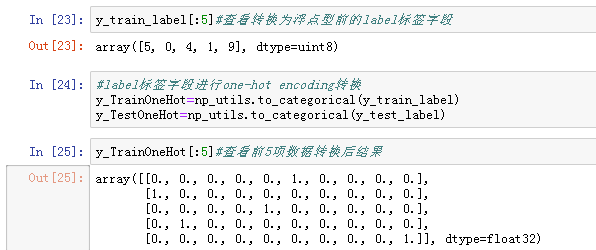 In [23]: y_train_label[:5]#查看转换为浮点型前的label标签字段
Out[23]: array([5, 0, 4, 1, 9], dtype=uint8)
In [24]: #label标签字段进行one-hot encoding转换
y_TrainOneHot=np_utils.to_categorical(y_train_label)
y_TestOneHot=np_utils.to_categorical(y_test_label)
In [25]: y_TrainOneHot[:5]#查看前5项数据转换后结果
Out[25]: array([[0., 0., 0., 0., 0., 1., 0., 0., 0., 0.],
[1., 0., 0., 0., 0., 0., 0., 0., 0., 0.],
[0., 0., 0., 0., 1., 0., 0., 0., 0., 0.],
[0., 1., 0., 0., 0., 0., 0., 0., 0., 0.],
[0., 0., 0., 0., 0., 0., 0., 0., 0., 1.]], dtype=float32)